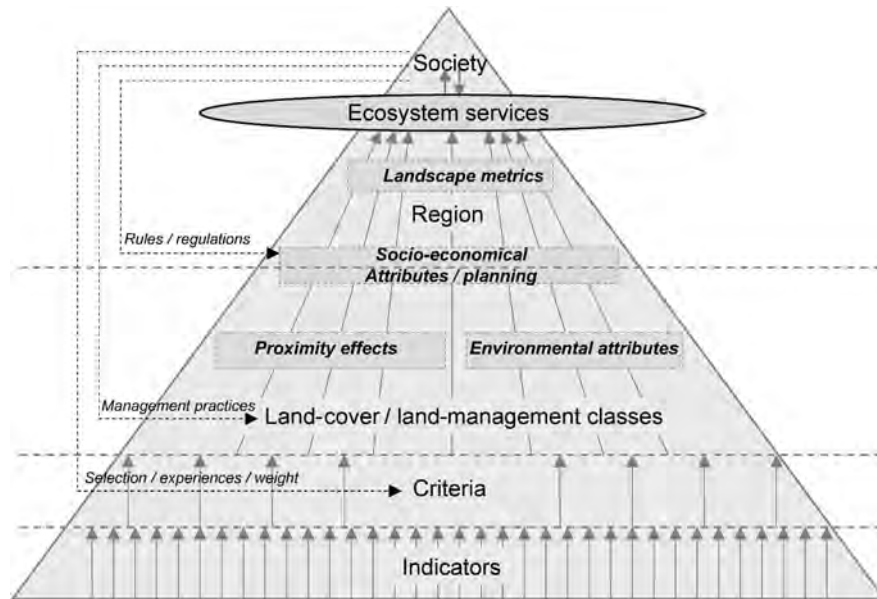 Society
Ecosystem services
Landscape metrics
Region
Rules / regulations
Socio-economical
Attributes / planning
Proximity effects
Environmental attributes
Management practices
Land-cover / land-management classes
Selection / experiences / weight
Criteria
Indicators